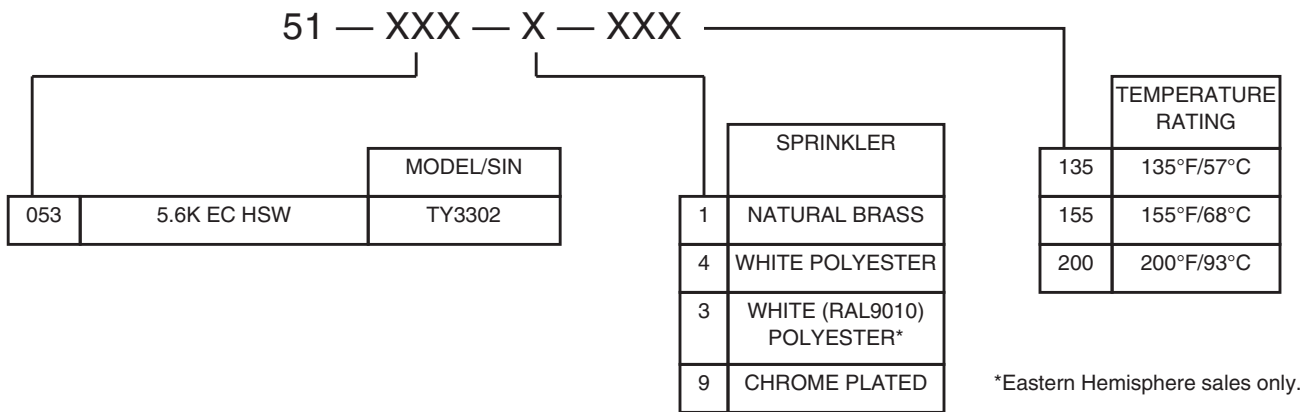 51 — XXX — X — XXX
MODEL/SIN
053 5.6K EC HSW TY3302
SPRINKLER
1 NATURAL BRASS
4 WHITE POLYESTER
3 WHITE (RAL9010)
POLYESTER*
9 CHROME PLATED
TEMPERATURE
RATING
135 135°F/57°C
155 155°F/68°C
200 200°F/93°C
*Eastern Hemisphere sales only.